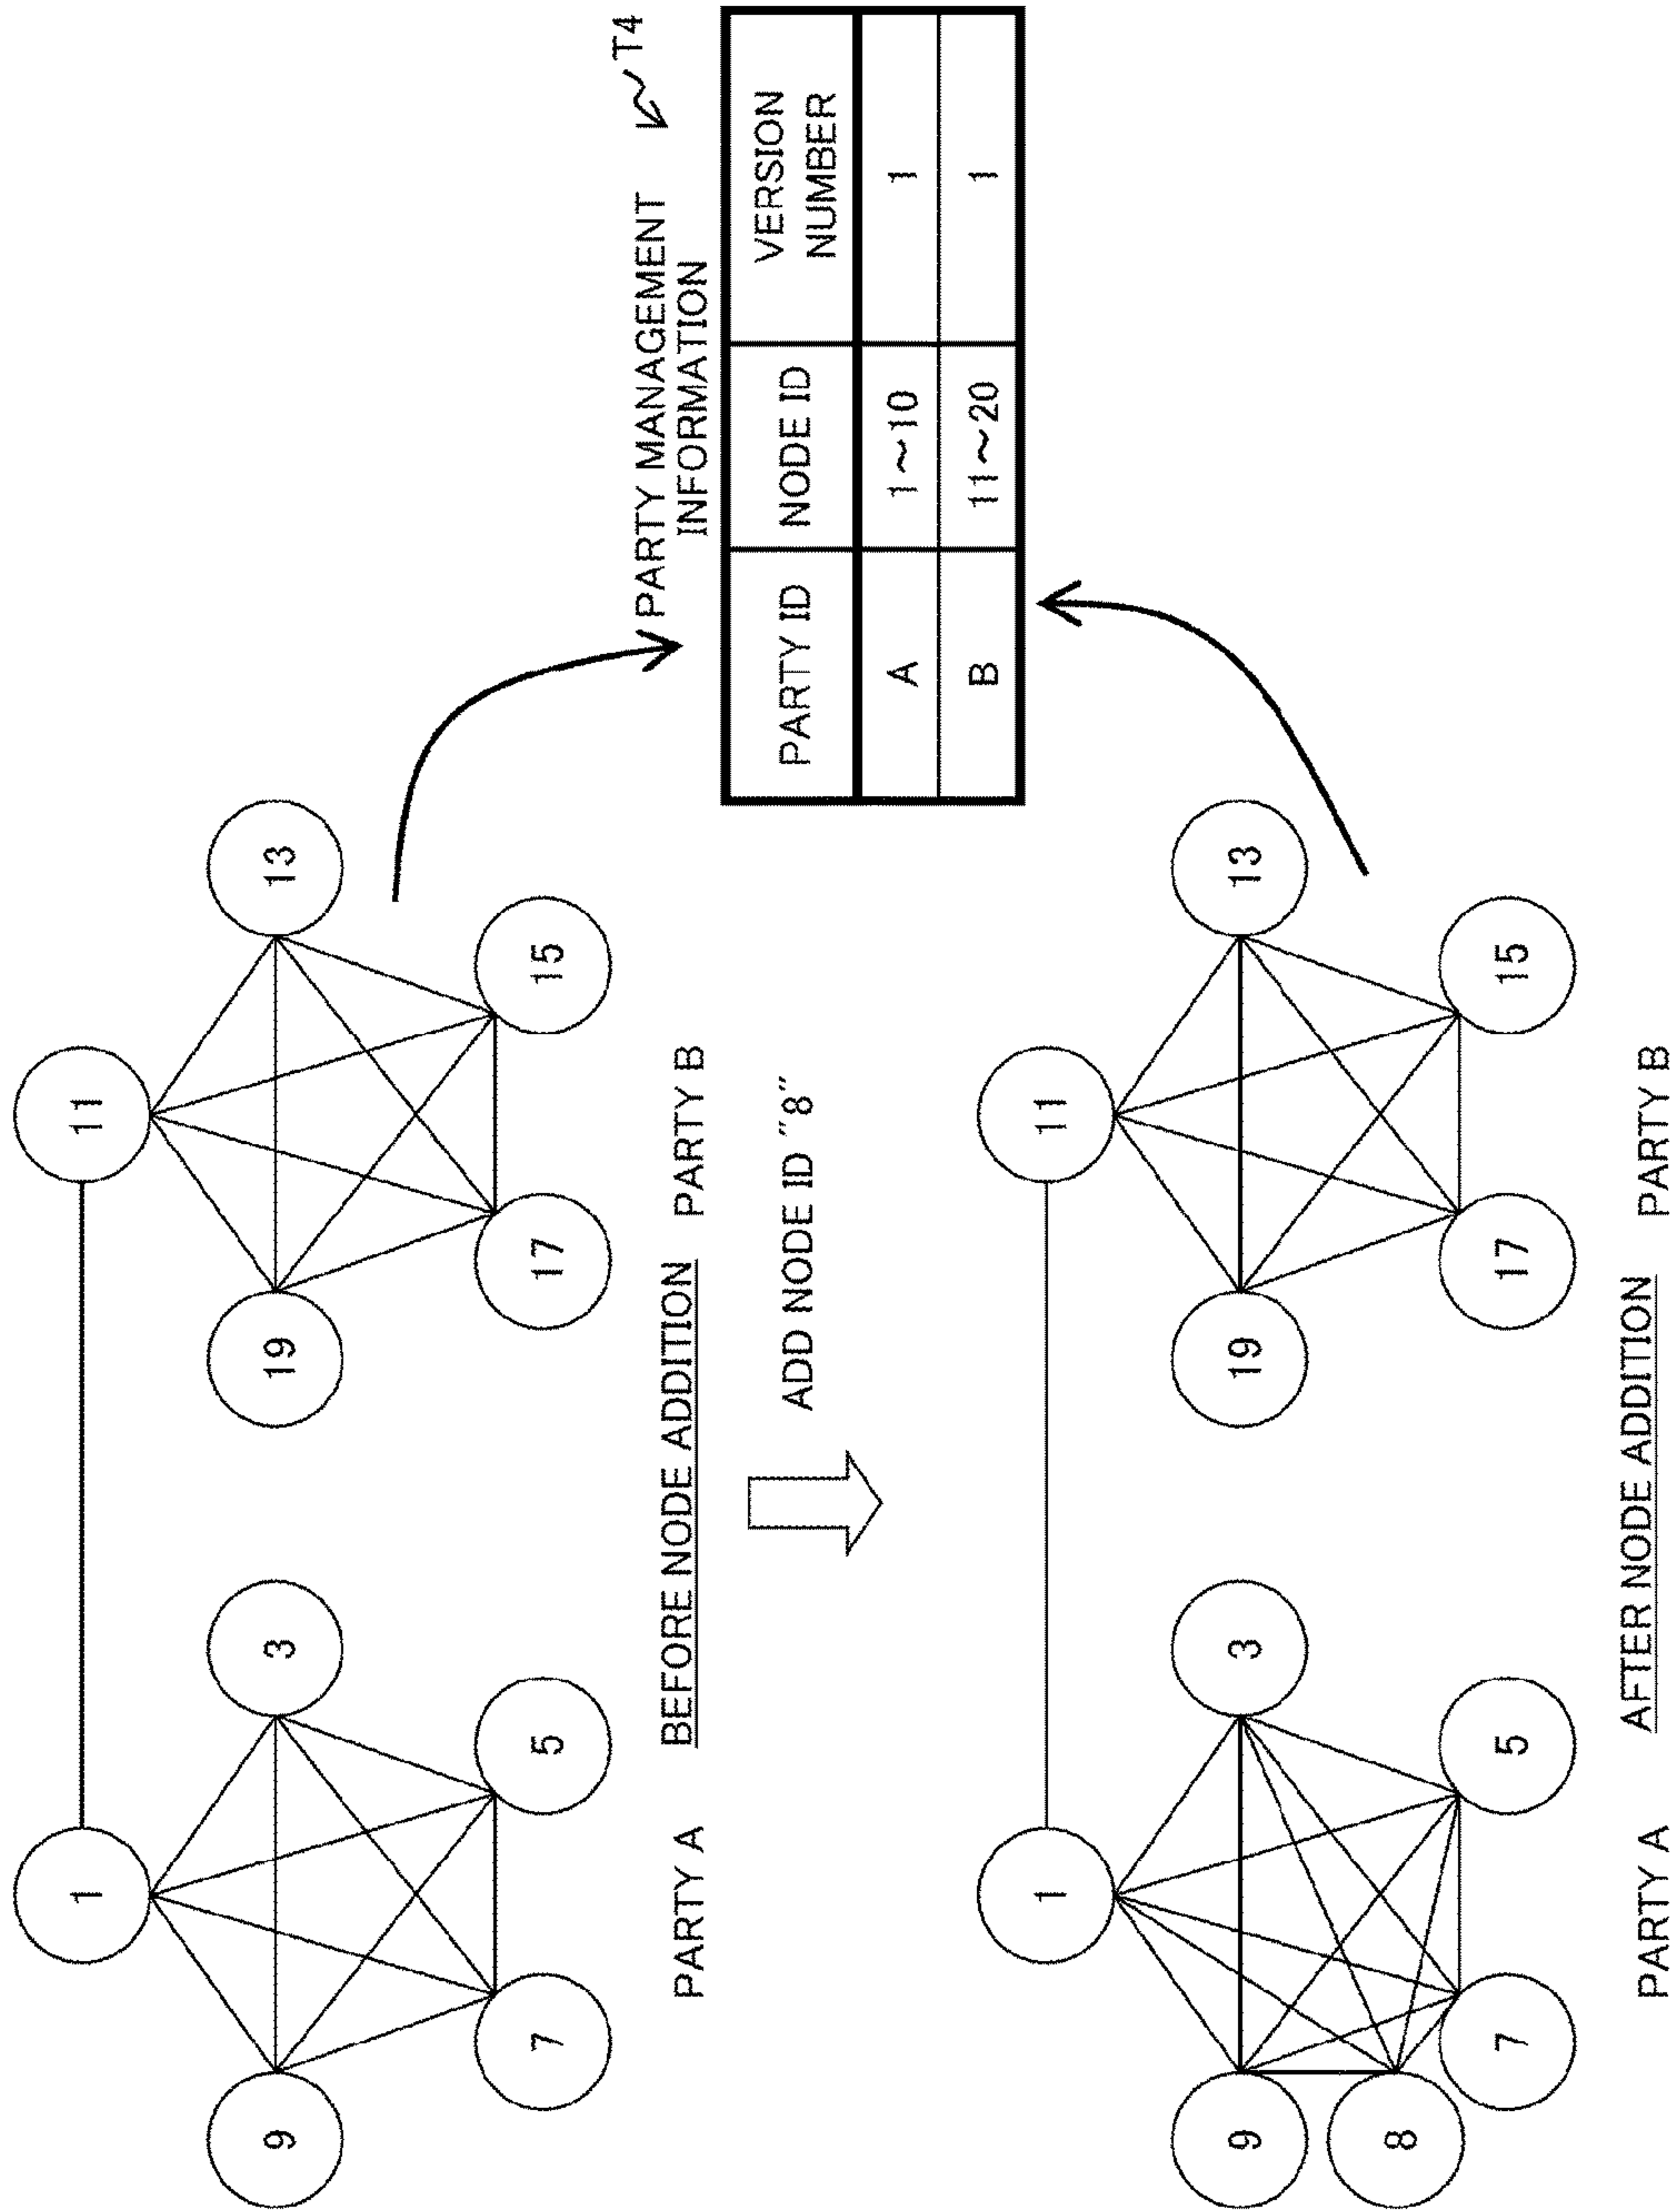 1
11
9
3
19
13
7
5
17
15
PARTY A
BEFORE NODE ADDITION
PARTY B
ADD NODE ID "8"
1
11
9
3
19
13
8
7
5
17
15
PARTY A
AFTER NODE ADDITION
PARTY B
PARTY MANAGEMENT
INFORMATION
T4
PARTY ID NODE ID VERSION
NUMBER
A 1~10 1
B 11~20 1